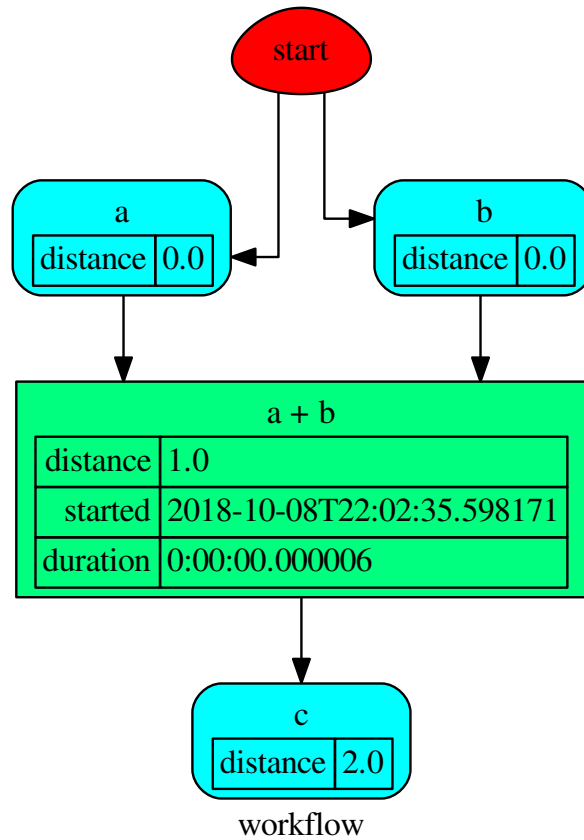 start
a
distance 0.0
b
distance 0.0
a + b
distance 1.0
started 2018-10-08T22:02:35.598171
duration 0:00:00.000006
c
distance 2.0
workflow